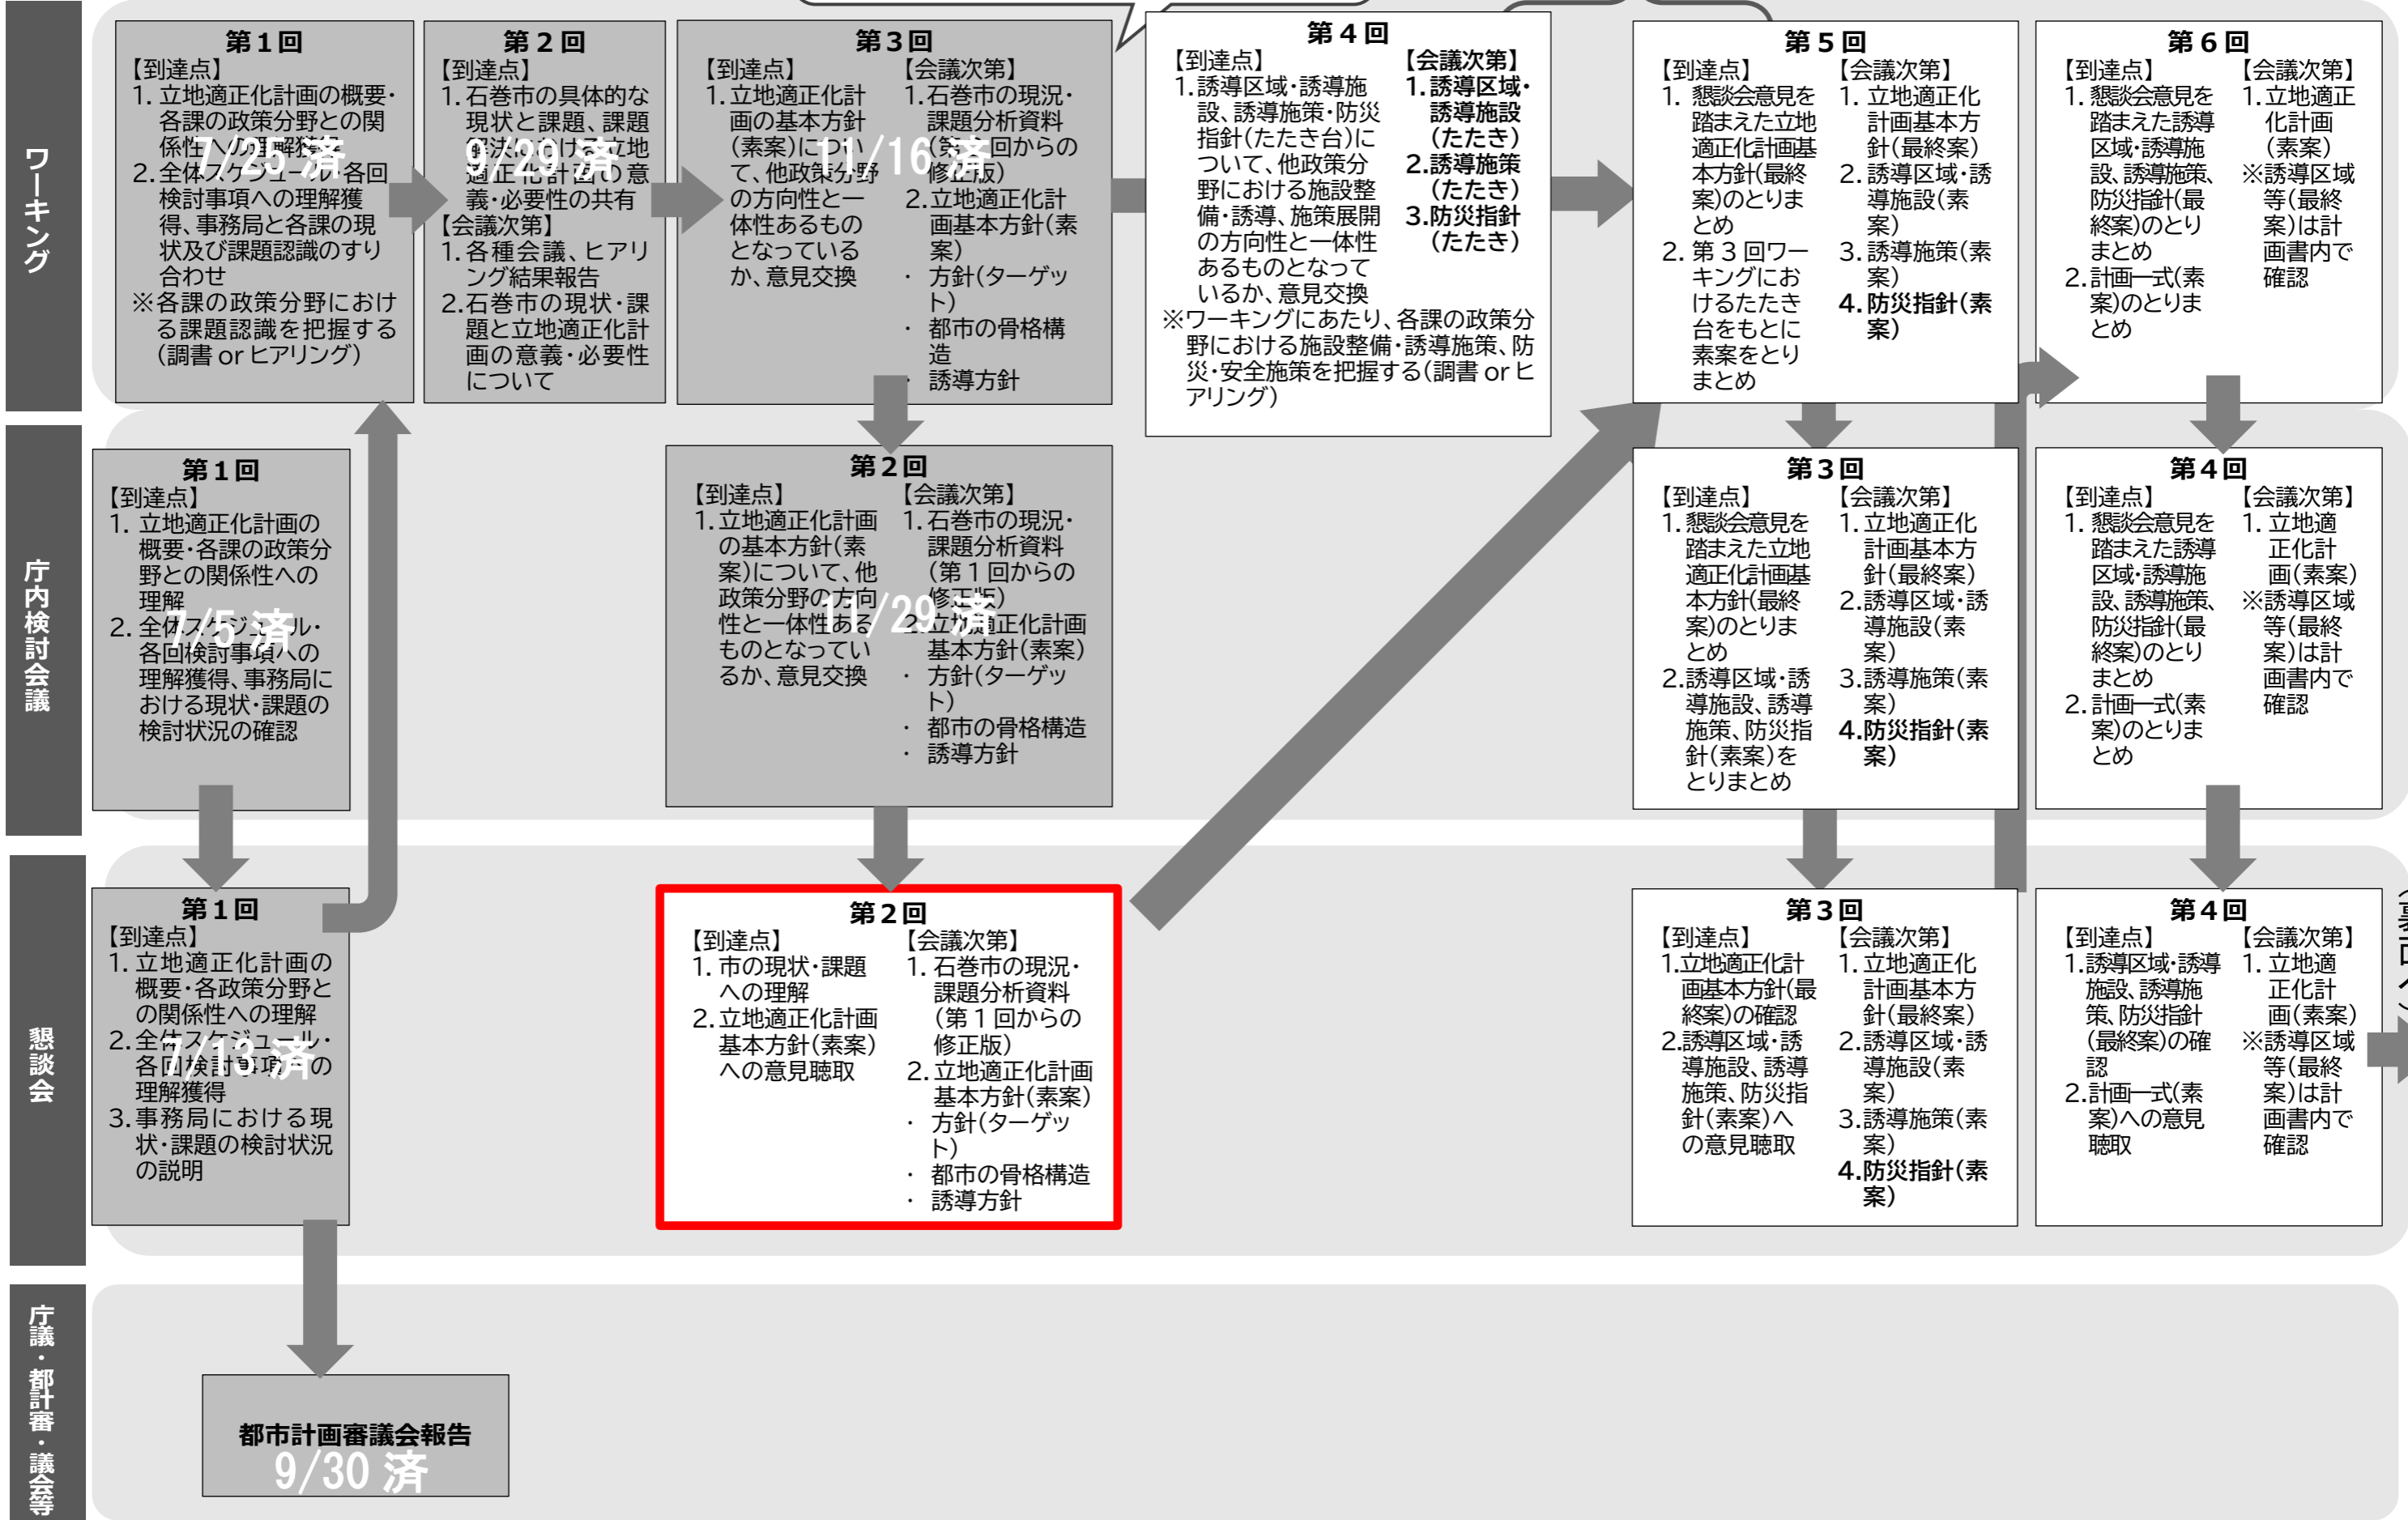 ワーキング
第1回
【到達点】
1. 立地適正化計画の概要・
各課の政策分野との関
係性への理解獲得
2. 全体スケジュール・各回
検討事項への理解獲
得、事務局と各課の現
状及び課題認識のすり
合わせ
※各課の政策分野におけ
る課題認識を把握する
(調書 or ヒアリング)
7/25 済
第2回
【到達点】
1. 石巻市の具体的な
現状と課題、課題
解決における立地
適正化計画の意
義・必要性の共有
【会議次第】
1. 各種会議、ヒアリ
ング結果報告
2. 石巻市の現状・課
題と立地適正化計
画の意義・必要性
について
9/29 済
第3回
【到達点】
1. 立地適正化計
画の基本方針
(素案)につい
て、他政策分野
の方向性と一
体性あるもの
となっている
か、意見交換
【会議次第】
1. 石巻市の現況・
課題分析資料
回からの
修正版)
2. 立地適正化計
画基本方針(素
案)
・ 方針(ターゲッ
ト)
・ 都市の骨格構
造
・ 誘導方針
11/16 済
第4回
【到達点】
1. 誘導区域・誘導施
設、誘導施策・防災
指針(たたき台)に
ついて、他政策分
野における施設整
備・誘導、施策展開
の方向性と一体性
あるものとなって
いるか、意見交換
※ワーキングにあたり、各課の政策分
野における施設整備・誘導施策、防
災・安全施策を把握する(調書 or ヒ
アリング)
【会議次第】
1. 誘導区域・
誘導施設
(たたき)
2. 誘導施策
(たたき)
3. 防災指針
(たたき)
第5回
【到達点】
1. 懇談会意見を
踏まえた立地
適正化計画基
本方針(最終
案)のとりま
とめ
2. 第3回ワー
キングにお
けるたたき
台をもとに
素案をとり
まとめ
【会議次第】
1. 立地適正化
計画基本方
針(最終案)
2. 誘導区域・誘
導施設(素
案)
3. 誘導施策(素
案)
4. 防災指針(素
案)
第6回
【到達点】
1. 懇談会意見を
踏まえた誘導
区域・誘導施
設、誘導施策、
防災指針(最
終案)のとり
まとめ
2. 計画一式(素
案)のとりま
とめ
【会議次第】
1. 立地適正
化計画
(素案)
※誘導区域
等(最終
案)は計
画書内で
確認
庁内検討会議
第1回
【到達点】
1. 立地適正化計画の
概要・各課の政策分
野との関係性への
理解
2. 全体スケジュール・
各回検討事項への
理解獲得、事務局に
おける現状・課題の
検討状況の確認
7/5 済
第2回
【到達点】
1. 立地適正化計画
の基本方針(素
案)について、他
政策分野の方向
性と一体性ある
ものとなってい
るか、意見交換
【会議次第】
1. 石巻市の現況・
課題分析資料
(第1回からの
修正版)
2. 立地適正化計画
基本方針(素案)
・ 方針(ターゲッ
ト)
・ 都市の骨格構造
・ 誘導方針
11/29 済
第3回
【到達点】
1. 懇談会意見を
踏まえた立地
適正化計画基
本方針(最終
案)のとりま
とめ
2. 誘導区域・誘
導施設、誘導
施策、防災指
針(素案)を
とりまとめ
【会議次第】
1. 立地適正化
計画基本方
針(最終案)
2. 誘導区域・誘
導施設(素
案)
3. 誘導施策(素
案)
4. 防災指針(素
案)
第4回
【到達点】
1. 懇談会意見を
踏まえた誘導
区域・誘導施
設、誘導施策、
防災指針(最
終案)のとり
まとめ
2. 計画一式(素
案)のとりま
とめ
【会議次第】
1. 立地適
正化計
画(素案)
※誘導区域
等(最終
案)は計
画書内で
確認
懇談会
第1回
【到達点】
1. 立地適正化計画の
概要・各政策分野と
の関係性への理解
2. 全体スケジュール・
各回検討事項への
理解獲得
3. 事務局における現
状・課題の検討状況
の説明
7/13 済
第2回
【到達点】
1. 市の現状・課題
への理解
2. 立地適正化計画
基本方針(素案)
への意見聴取
【会議次第】
1. 石巻市の現況・
課題分析資料
(第1回からの
修正版)
2. 立地適正化計画
基本方針(素案)
・ 方針(ターゲッ
ト)
・ 都市の骨格構造
・ 誘導方針
第3回
【到達点】
1. 立地適正化計
画基本方針(最
終案)の確認
2. 誘導区域・誘
導施設、誘導
施策、防災指
針(素案)へ
の意見聴取
【会議次第】
1. 立地適正化
計画基本方
針(最終案)
2. 誘導区域・誘
導施設(素
案)
3. 誘導施策(素
案)
4. 防災指針(素
案)
第4回
【到達点】
1. 誘導区域・誘導
施設、誘導施
策、防災指針
(最終案)の確
認
2. 計画一式(素
案)への意見
聴取
【会議次第】
1. 立地適
正化計
画(素案)
※誘導区域
等(最終
案)は計
画書内で
確認
庁議・都計審・議会等
都市計画審議会報告
9/30 済